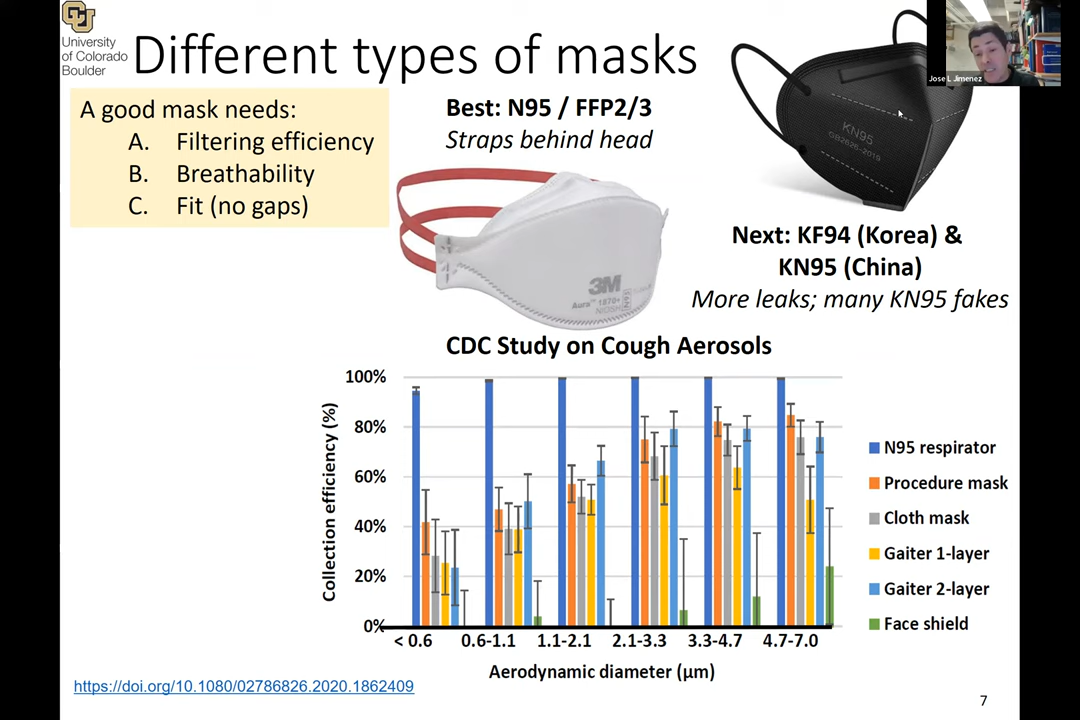 University
of Colorado
Boulder
Different types of masks
Jose L Jimenez
A good mask needs:
A. Filtering efficiency
B. Breathability
C. Fit (no gaps)
Best: N95 / FFP2/3
Straps behind head
KN95
GB2626-2019
3M
Aura 1870+
NIOSH
N95
Next: KF94 (Korea) &
KN95 (China)
More leaks; many KN95 fakes
CDC Study on Cough Aerosols
Collection efficiency (%)
100%
80%
60%
40%
20%
0%
< 0.6 0.6-1.1 1.1-2.1 2.1-3.3 3.3-4.7 4.7-7.0
Aerodynamic diameter (µm)
N95 respirator
Procedure mask
Cloth mask
Gaiter 1-layer
Gaiter 2-layer
Face shield
https://doi.org/10.1080/02786826.2020.1862409
7